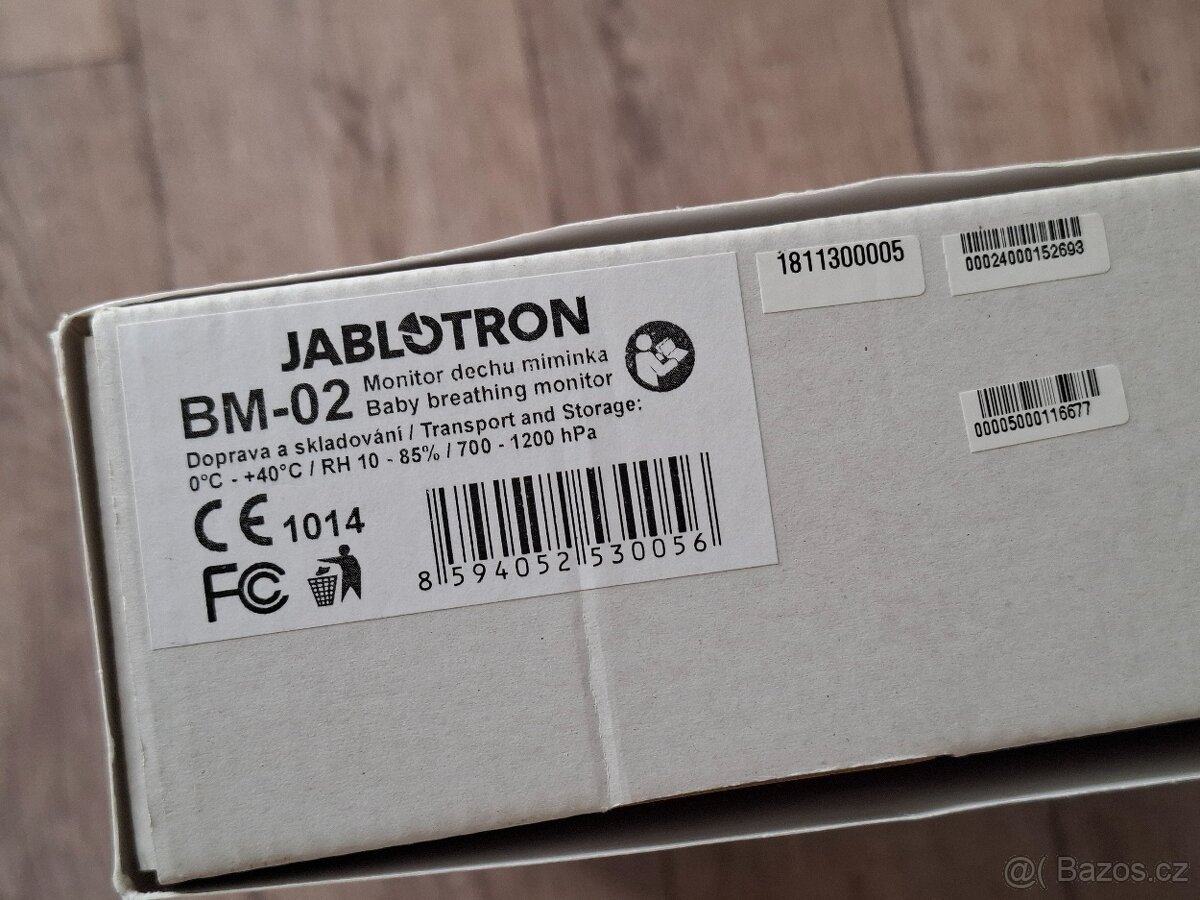 JABLOTRON
BM-02 Monitor dechu miminka
Baby breathing monitor
Doprava a skladování / Transport and Storage:
0°C - +40°C / RH 10 - 85% / 700 - 1200 hPa
CE 1014
FC
8 594052 530056
1811300005
00024000152693
00005000116677
@( Bazos.cz